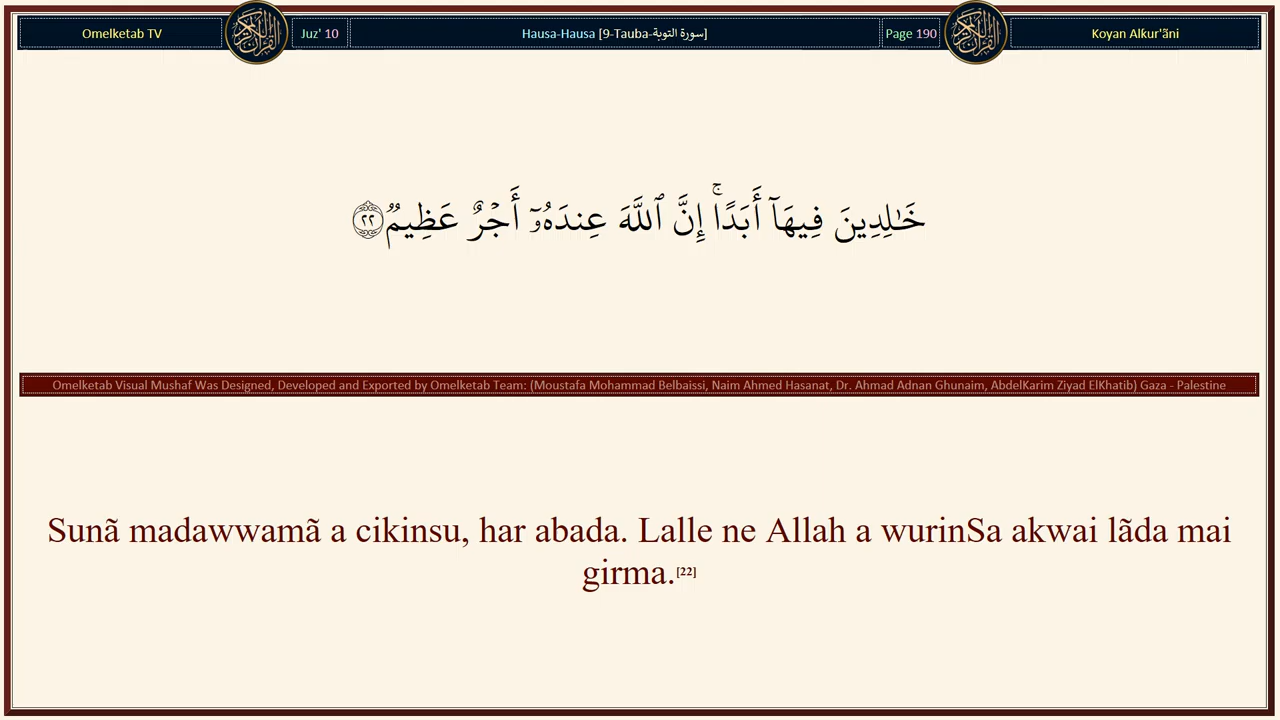 Omelketab TV
Juz' 10
Hausa-Hausa [9-Tauba-سورة التوبة]
Page 190
Koyan Alƙur'ãni
خَـٰلِدِينَ فِيهَآ أَبَدًاۚ إِنَّ ٱللَّهَ عِندَهُۥٓ أَجْرٌ عَظِيمٌۭ ٢٢
Omelketab Visual Mushaf Was Designed, Developed and Exported by Omelketab Team: (Moustafa Mohammad Belbaissi, Naim Ahmed Hasanat, Dr. Ahmad Adnan Ghunaim, AbdelKarim Ziyad ElKhatib) Gaza - Palestine
Sunã madawwamã a cikinsu, har abada. Lalle ne Allah a wurinSa akwai lãda mai
girma.[22]